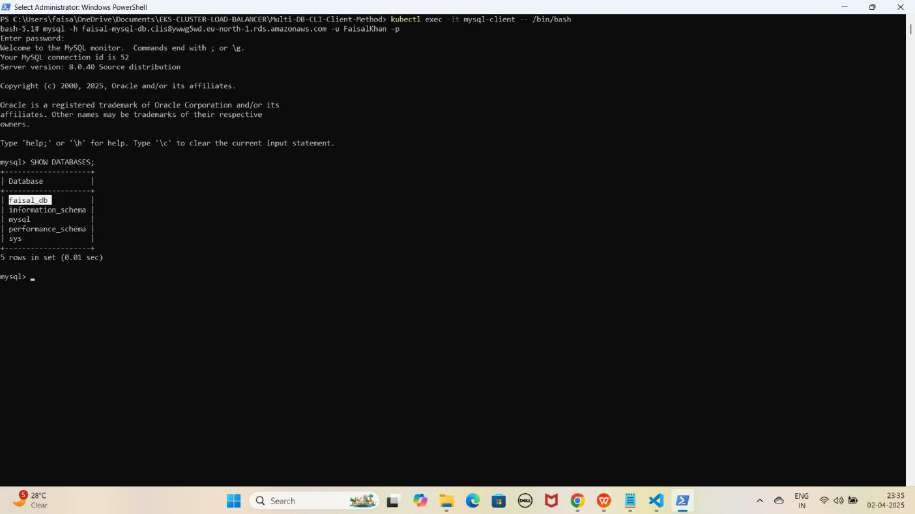 Select Administrator: Windows PowerShell
PS C:\Users\faisa\OneDrive\Documents\EKS-CLUSTER-LOAD-BALANCER\Multi-DB-CLI-Client-Method> kubectl exec -it mysql-client -- /bin/bash
bash-5.1# mysql -h faisal-mysql-db.clis8ywwg5wd.eu-north-1.rds.amazonaws.com -u FaisalKhan -p
Enter password:
Welcome to the MySQL monitor.  Commands end with ; or \g.
Your MySQL connection id is 52
Server version: 8.0.40 Source distribution
Copyright (c) 2000, 2025, Oracle and/or its affiliates.
Oracle is a registered trademark of Oracle Corporation and/or its
affiliates. Other names may be trademarks of their respective
owners.
Type 'help;' or '\h' for help. Type '\c' to clear the current input statement.
mysql> SHOW DATABASES;
+--------------------+
| Database           |
+--------------------+
| faisal_db          |
| information_schema |
| mysql              |
| performance_schema |
| sys                |
+--------------------+
5 rows in set (0.01 sec)
mysql>
5
28°C
Clear
Search
ENG
IN
23:35
02-04-2025